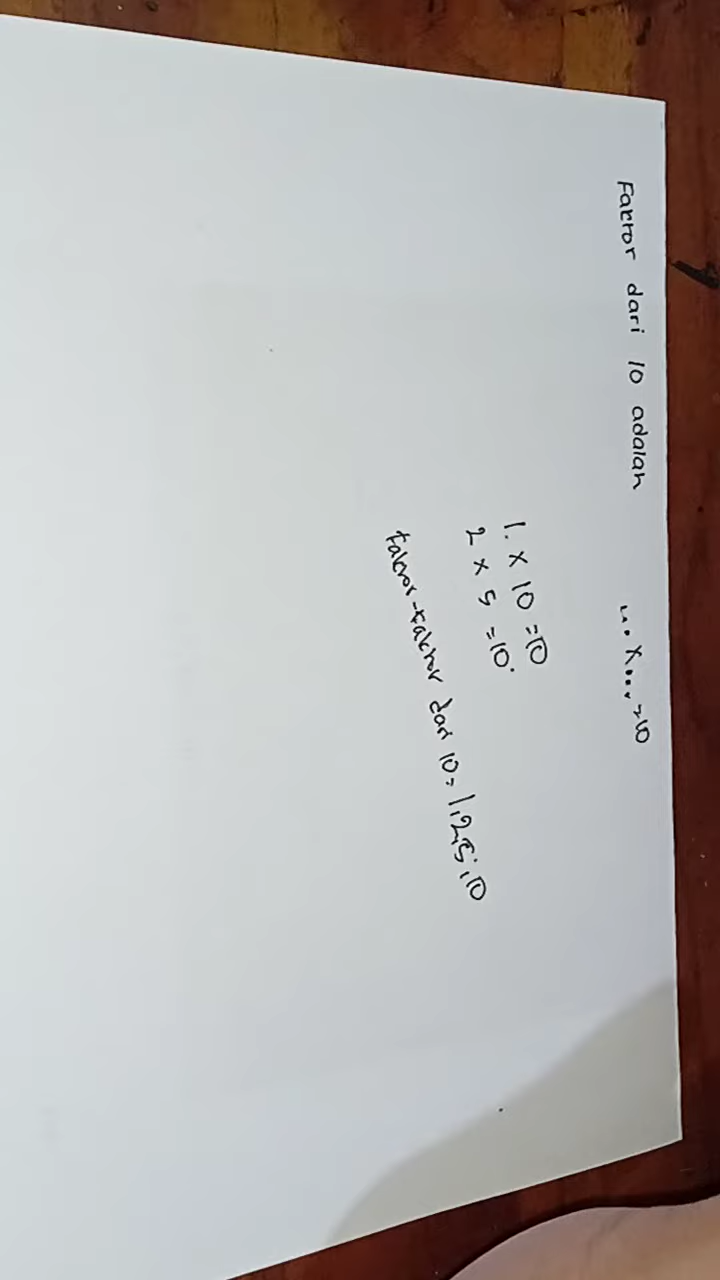 Faktor dari 10 adalah ... x ... = 10
1 x 10 = 10
2 x 5 = 10
faktor-faktor dari 10 = 1,2,5,10